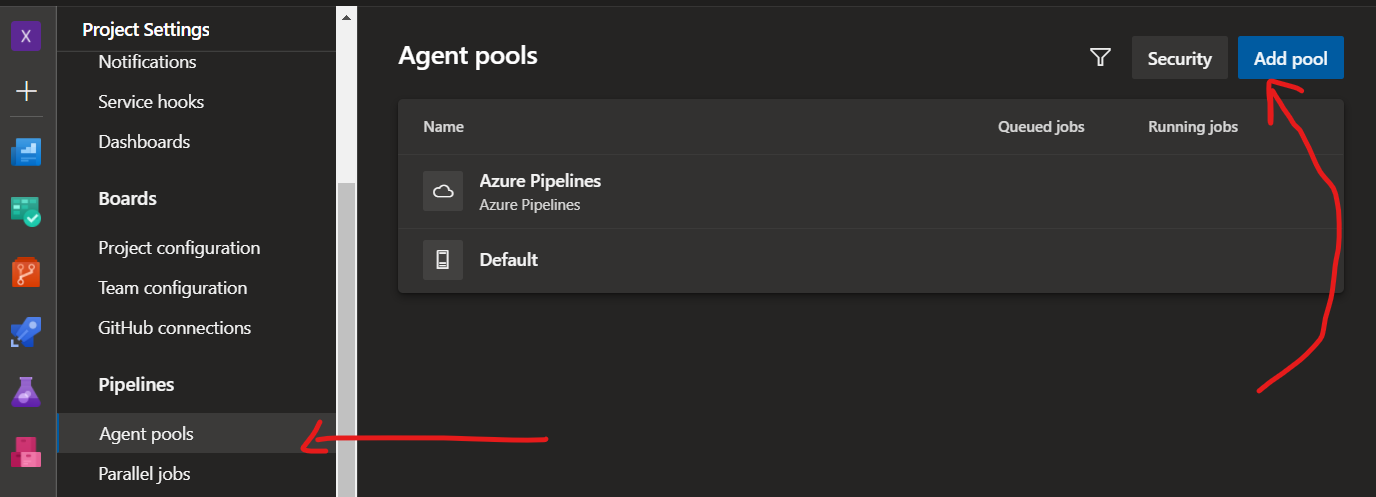 X
Project Settings
Notifications
Service hooks
Dashboards
Boards
Project configuration
Team configuration
GitHub connections
Pipelines
Agent pools
Parallel jobs
Agent pools
Security
Add pool
Name
Queued jobs
Running jobs
Azure Pipelines
Azure Pipelines
Default